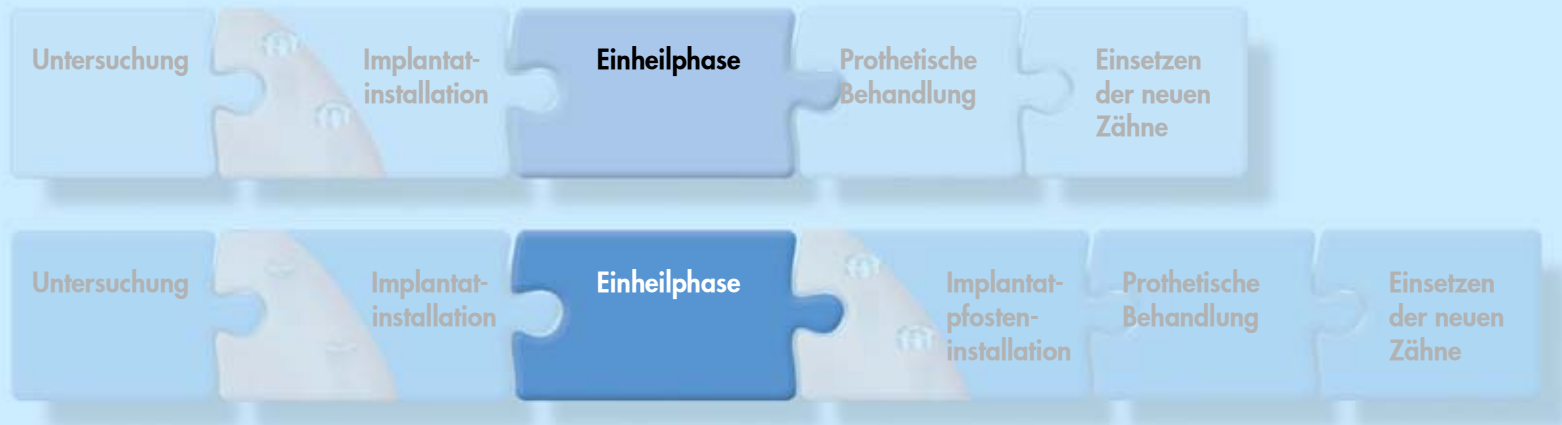 Untersuchung
Implantat-
installation
Einheilphase
Prothetische
Behandlung
Einsetzen
der neuen
Zähne
Untersuchung
Implantat-
installation
Einheilphase
Implantat-
pfosten-
installation
Prothetische
Behandlung
Einsetzen
der neuen
Zähne